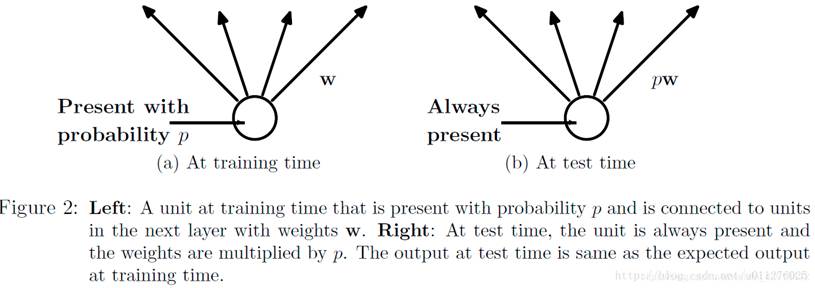 w
Present with
probability p
(a) At training time
pw
Always
present
(b) At test time
Figure 2: Left: A unit at training time that is present with probability p and is connected to units
in the next layer with weights w. Right: At test time, the unit is always present and
the weights are multiplied by p. The output at test time is same as the expected output
at training time.
http://blog.csdn.net/u011276025